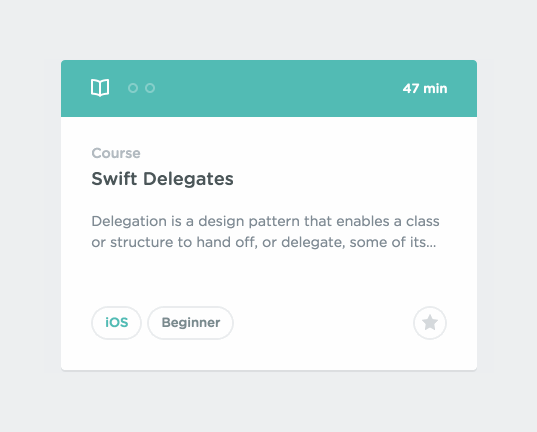 47 min
Course
Swift Delegates
Delegation is a design pattern that enables a class
or structure to hand off, or delegate, some of its...
iOS
Beginner